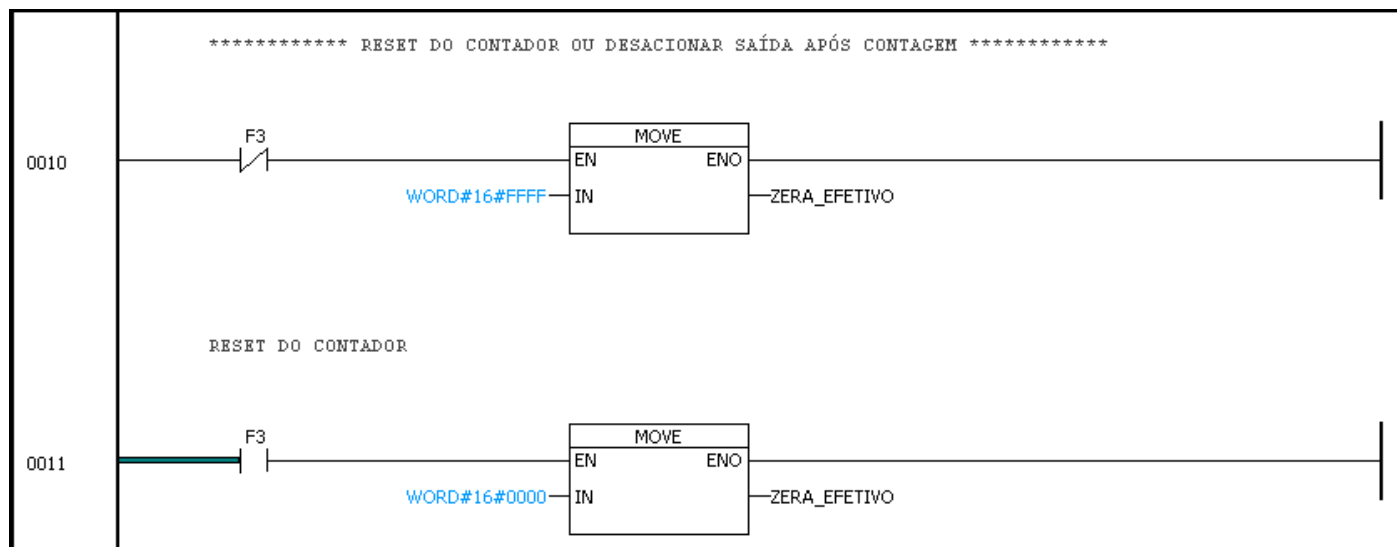 ************ RESET DO CONTADOR OU DESACIONAR SAÍDA APÓS CONTAGEM ************
F3
MOVE
0010
EN ENO
WORD#16#FFFF IN ZERA_EFETIVO
RESET DO CONTADOR
F3
MOVE
0011
EN ENO
WORD#16#0000 IN ZERA_EFETIVO